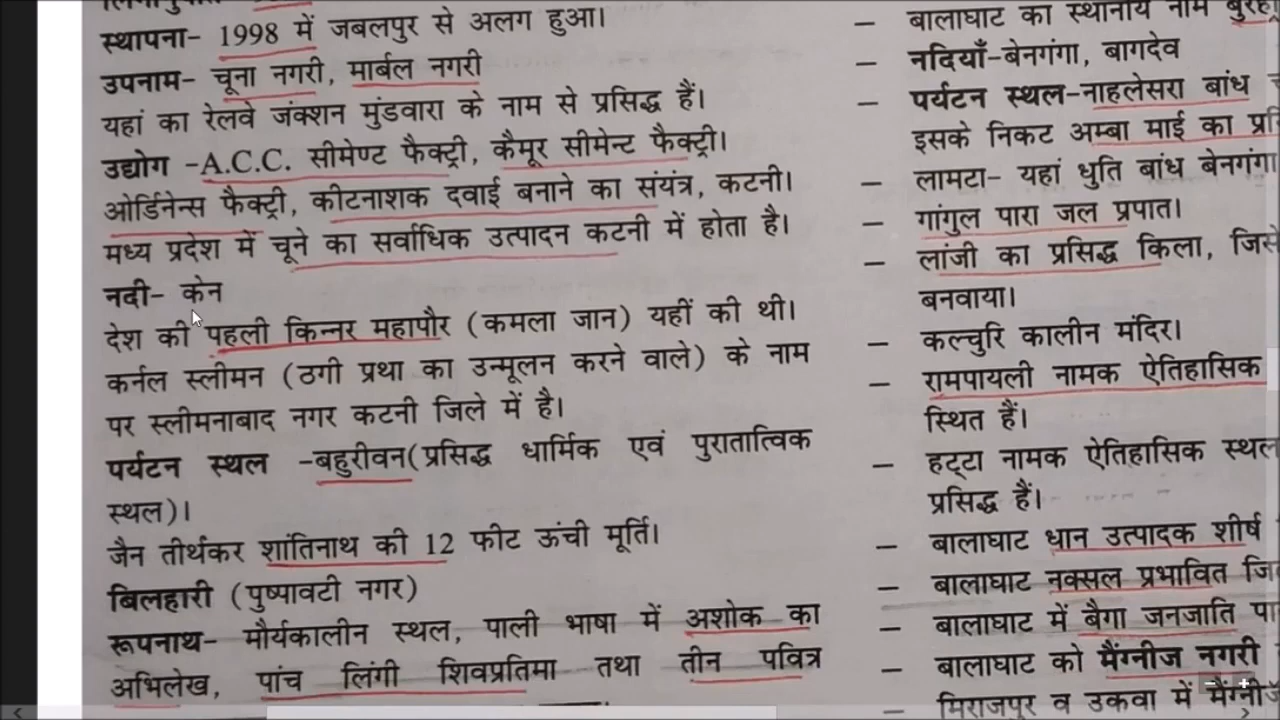 स्थापना- 1998 में जबलपुर से अलग हुआ।
उपनाम- चूना नगरी, मार्बल नगरी
यहां का रेलवे जंक्शन मुंडवारा के नाम से प्रसिद्ध हैं।
उद्योग -A.C.C. सीमेण्ट फैक्ट्री, कैमूर सीमेन्ट फैक्ट्री।
ओर्डिनेन्स फैक्ट्री, कीटनाशक दवाई बनाने का संयंत्र, कटनी।
मध्य प्रदेश में चूने का सर्वाधिक उत्पादन कटनी में होता है।
नदी- केन
देश की पहली किन्नर महापौर (कमला जान) यहीं की थी।
कर्नल स्लीमन (ठगी प्रथा का उन्मूलन करने वाले) के नाम
पर स्लीमनाबाद नगर कटनी जिले में है।
पर्यटन स्थल -बहुरीवन(प्रसिद्ध धार्मिक एवं पुरातात्विक
स्थल)।
जैन तीर्थकर शांतिनाथ की 12 फीट ऊंची मूर्ति।
बिलहारी (पुष्पावटी नगर)
रूपनाथ- मौर्यकालीन स्थल, पाली भाषा में अशोक का
अभिलेख, पांच लिंगी शिवप्रतिमा तथा तीन पवित्र
– बालाघाट का स्थानीय नाम
– नदियाँ-बेनगंगा, बागदेव
– पर्यटन स्थल-नाहलेसरा बांध
इसके निकट अम्बा माई का
– लामटा- यहां धुति बांध बेनगंगा
– गांगुल पारा जल प्रपात।
– लांजी का प्रसिद्ध किला,
बनवाया।
– कल्चुरि कालीन मंदिर।
– रामपायली नामक ऐतिहासिक
स्थित हैं।
– हट्टा नामक ऐतिहासिक स्थल
प्रसिद्ध हैं।
– बालाघाट धान उत्पादक शीर्ष
– बालाघाट नक्सल प्रभावित
– बालाघाट में बैगा जनजाति
– बालाघाट को मैंग्नीज नगरी
मिराजपुर व उकवा में